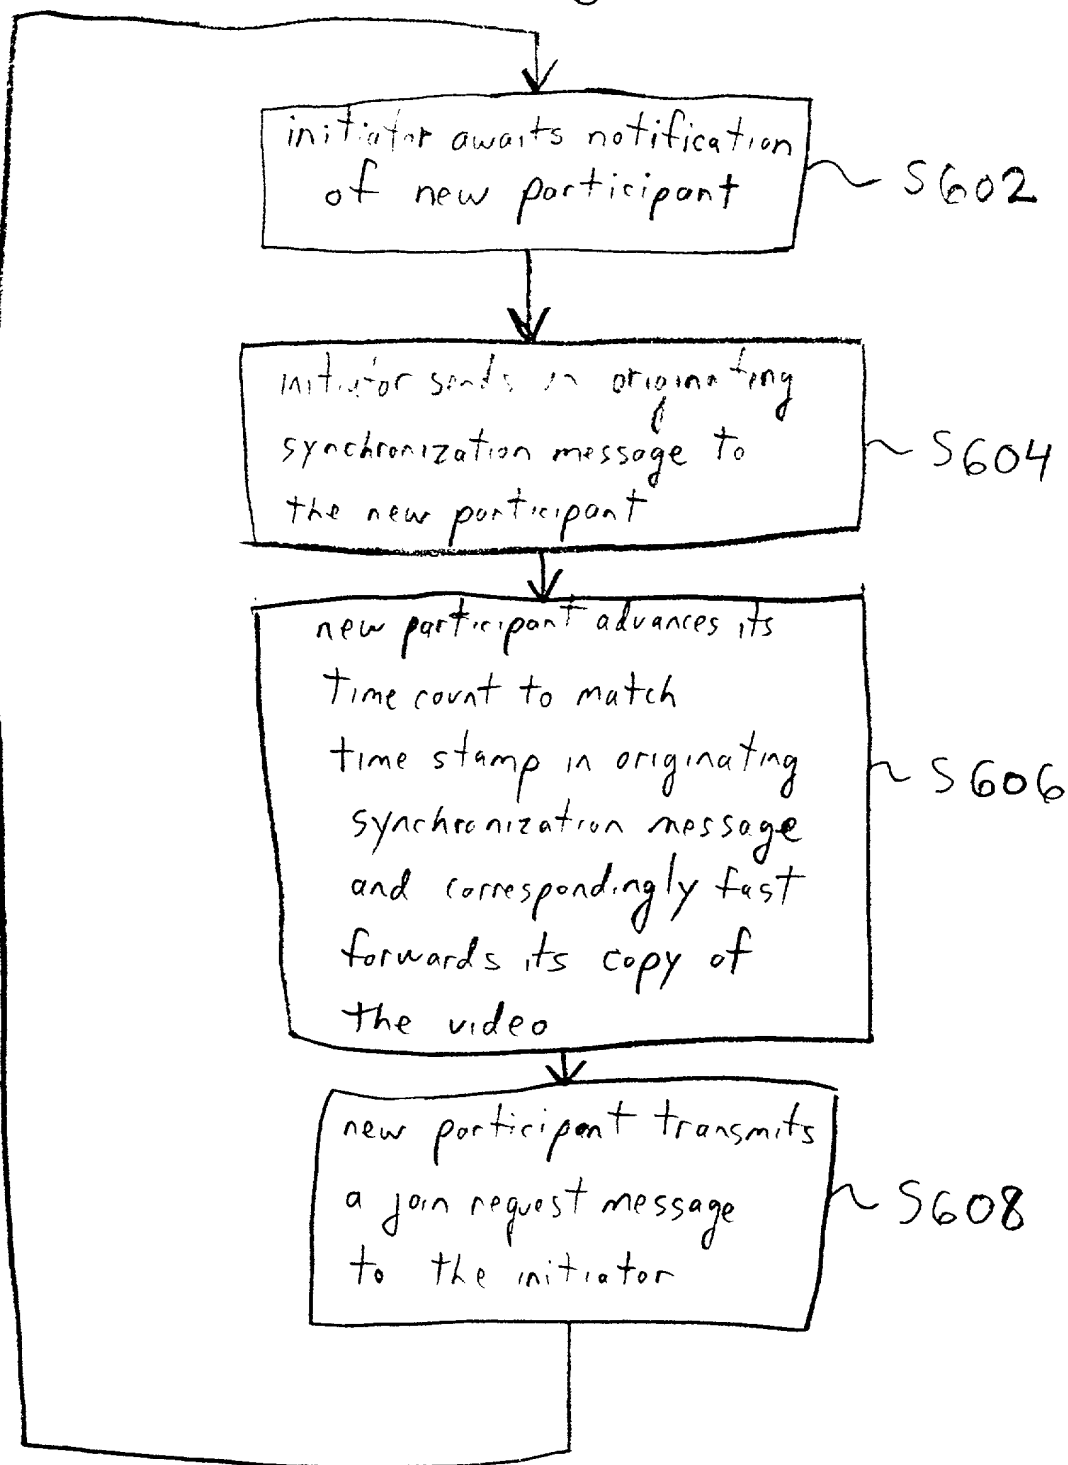 initiator awaits notification
of new participant
S602
initiator sends an originating
synchronization message to
the new participant
S604
new participant advances its
time count to match
time stamp in originating
synchronization message
and correspondingly fast
forwards its copy of
the video
S606
new participant transmits
a join request message
to the initiator
S608